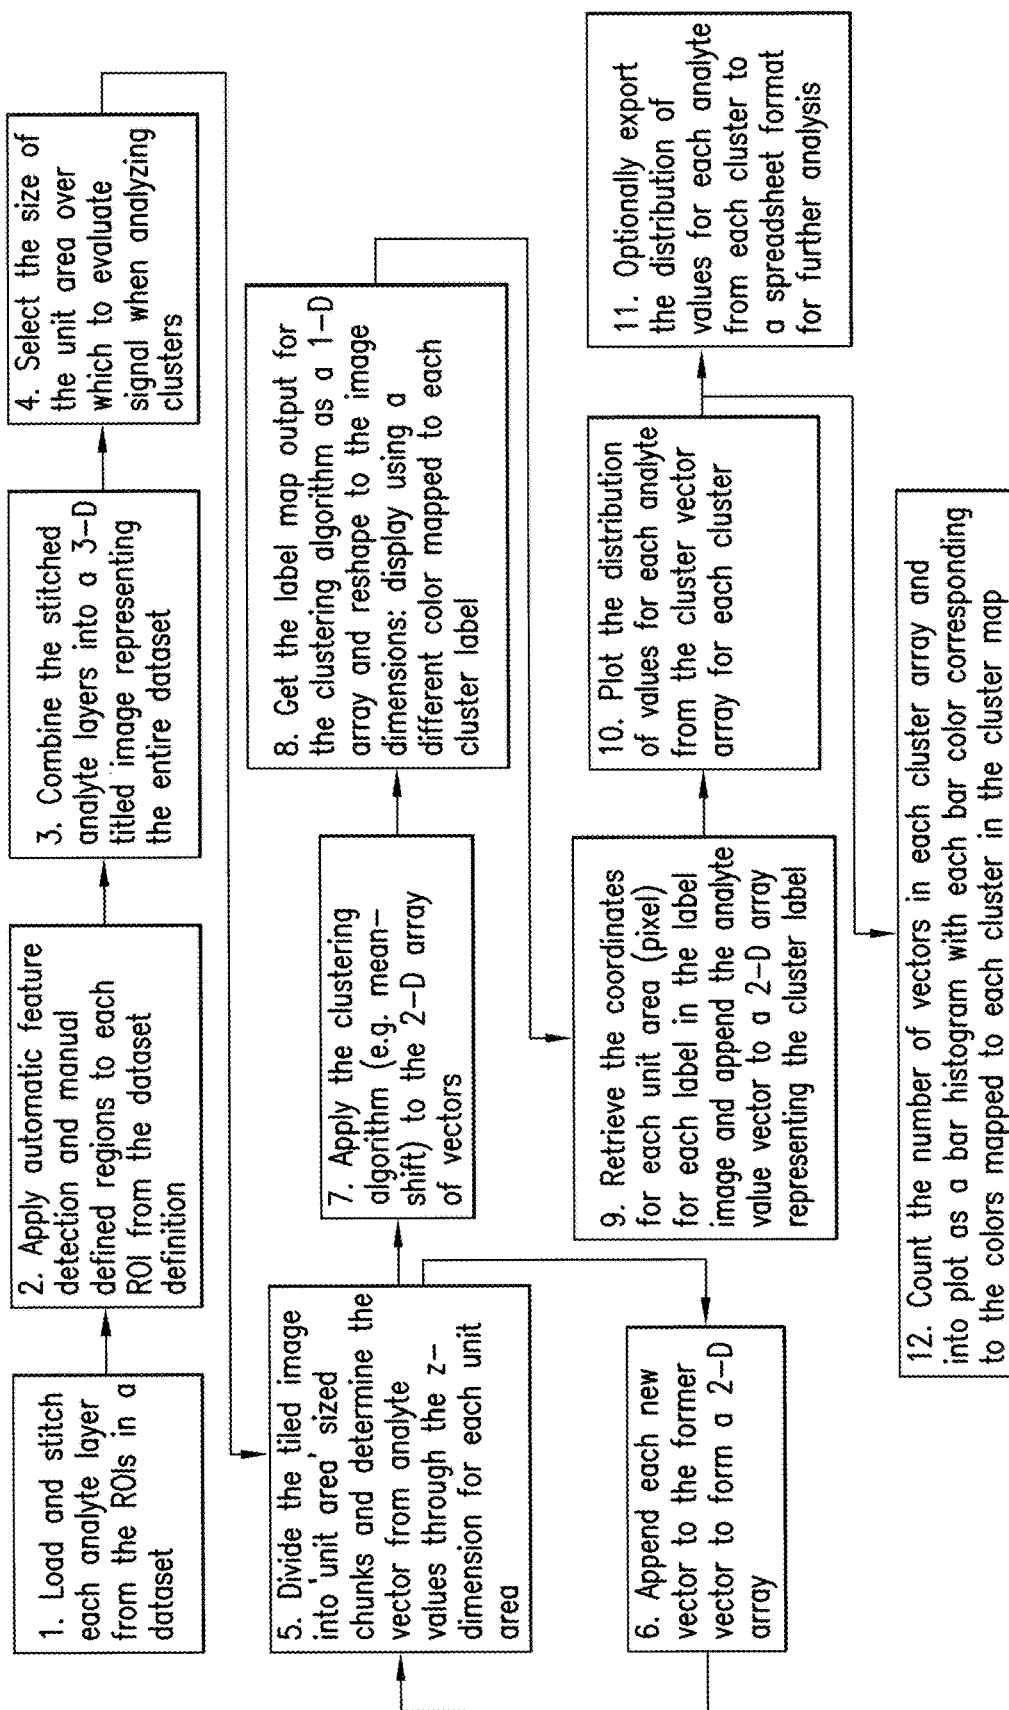 1. Load and stitch
each analyte layer
from the ROIs in a
dataset
2. Apply automatic feature
detection and manual
defined regions to each
ROI from the dataset
definition
3. Combine the stitched
analyte layers into a 3-D
titled image representing
the entire dataset
4. Select the size of
the unit area over
which to evaluate
signal when analyzing
clusters
5. Divide the tiled image
into 'unit area' sized
chunks and determine the
vector from analyte
values through the z-
dimension for each unit
area
6. Append each new
vector to the former
vector to form a 2-D
array
7. Apply the clustering
algorithm (e.g. mean-
shift) to the 2-D array
of vectors
8. Get the label map output for
the clustering algorithm as a 1-D
array and reshape to the image
dimensions: display using a
different color mapped to each
cluster label
9. Retrieve the coordinates
for each unit area (pixel)
for each label in the label
image and append the analyte
value vector to a 2-D array
representing the cluster label
10. Plot the distribution
of values for each analyte
from the cluster vector
array for each cluster
11. Optionally export
the distribution of
values for each analyte
from each cluster to
a spreadsheet format
for further analysis
12. Count the number of vectors in each cluster array and
into plot as a bar histogram with each bar color corresponding
to the colors mapped to each cluster in the cluster map